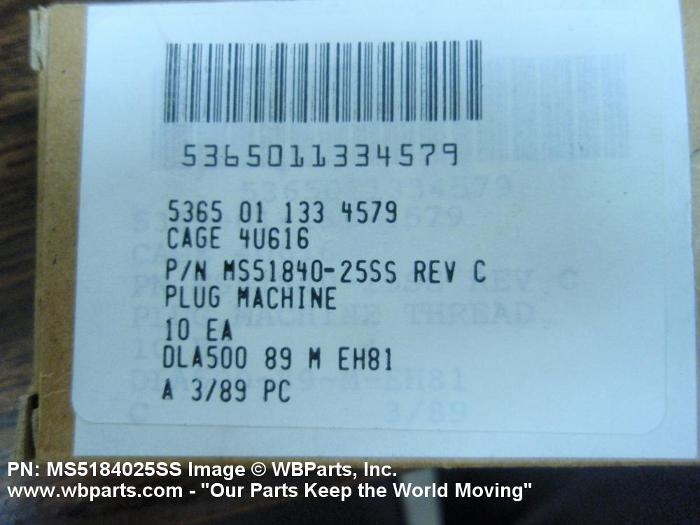 5365011334579
5365 01 133 4579
CAGE 4U616
P/N MS51840-25SS REV C
PLUG MACHINE
10 EA
DLA500 89 M EH81
A 3/89 PC
PN: MS5184025SS Image © WBParts, Inc.
www.wbparts.com - "Our Parts Keep the World Moving"